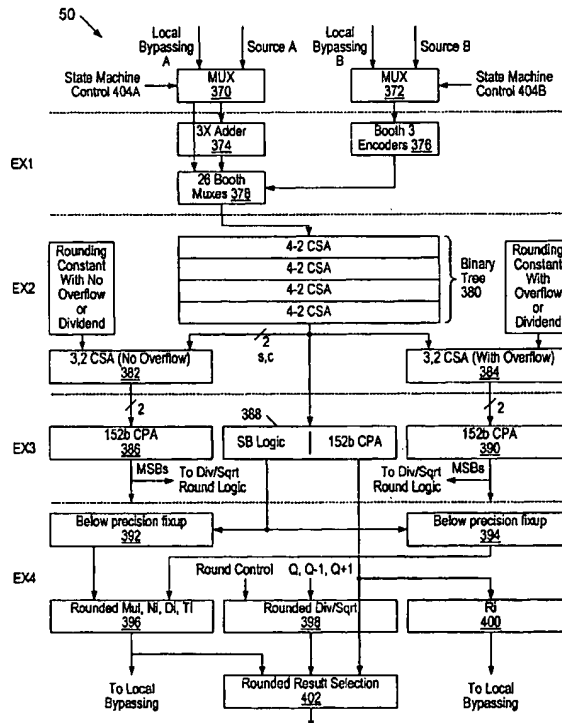 50
Local
Bypassing
A
Source A
Local
Bypassing
B
Source B
State Machine
Control 404A
MUX
370
MUX
372
State Machine
Control 404B
EX1
3X Adder
374
Booth 3
Encoders 376
26 Booth
Muxes 378
EX2
Rounding
Constant
With No
Overflow
or
Dividend
4-2 CSA
4-2 CSA
4-2 CSA
4-2 CSA
Binary
Tree
380
Rounding
Constant
With
Overflow
or
Dividend
2
s,c
3,2 CSA (No Overflow)
382
3,2 CSA (With Overflow)
384
2
2
388
EX3
152b CPA
386
SB Logic
152b CPA
152b CPA
390
MSBs
To Div/Sqrt
Round Logic
MSBs
To Div/Sqrt
Round Logic
Below precision fixup
392
Below precision fixup
394
EX4
Round Control
Q, Q-1, Q+1
Rounded Mul, Ni, Di, Ti
396
Rounded Div/Sqrt
398
Ri
400
To Local
Bypassing
Rounded Result Selection
402
To Local
Bypassing